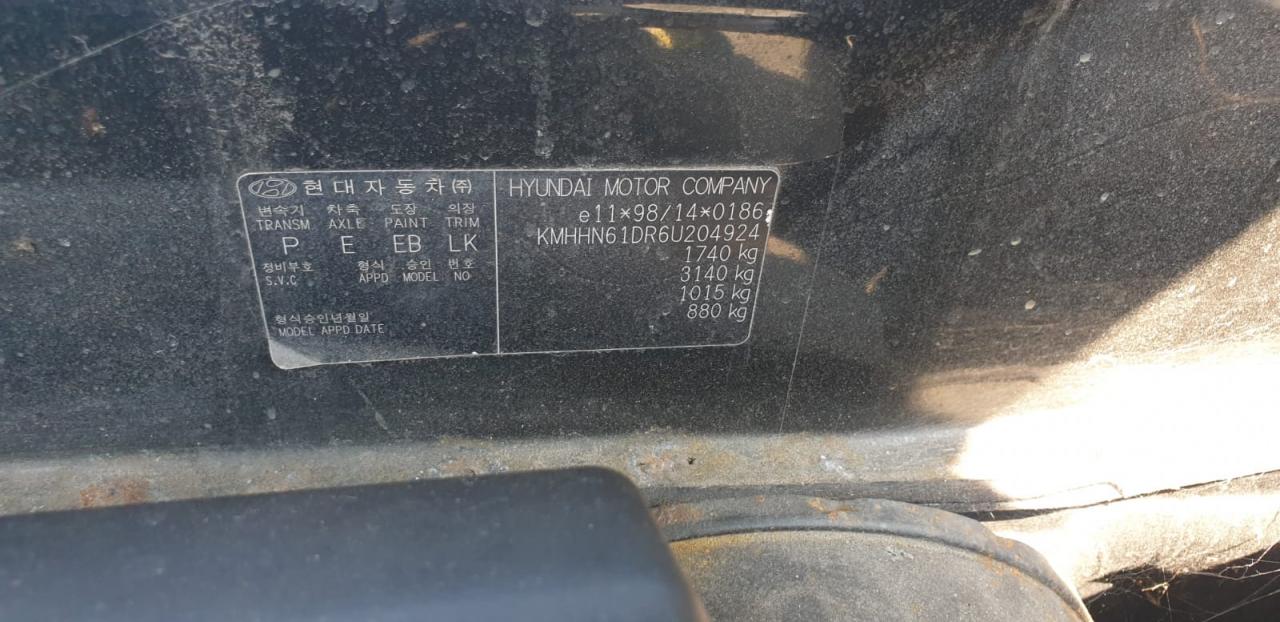 현대자동차(주)
변속기 차축 도장 의장
TRANSM AXLE PAINT TRIM
P E EB LK
정비부호 형식 승인 번호
S.V.C APPD MODEL NO
형식승인년월일
MODEL APPD DATE
HYUNDAI MOTOR COMPANY
e11*98/14*0186
KMHHN61DR6U204924
1740 kg
3140 kg
1015 kg
880 kg